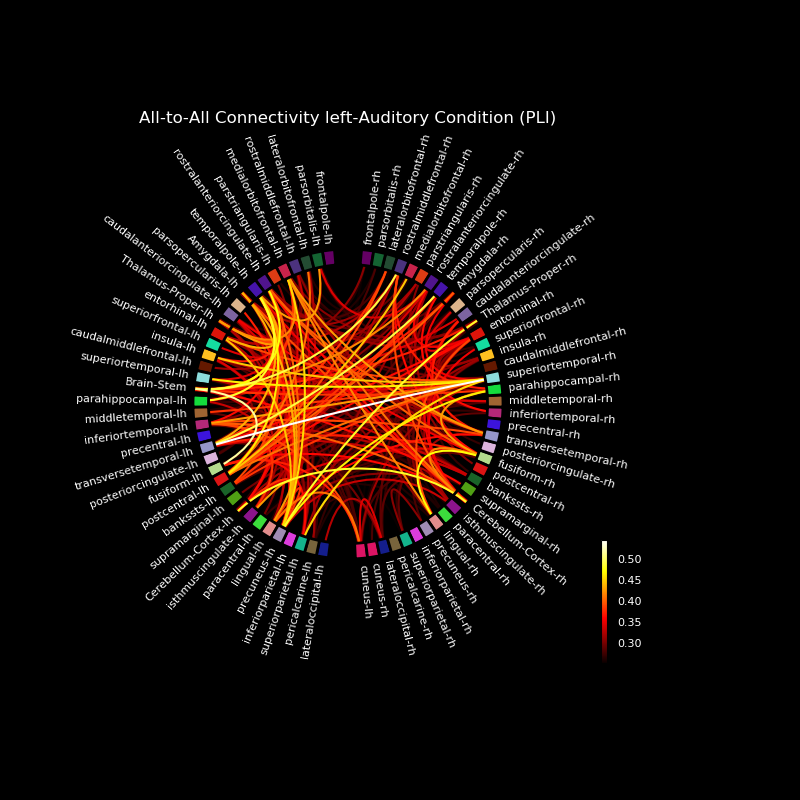 All-to-All Connectivity left-Auditory Condition (PLI)
frontalpole-lh
parsorbitalis-lh
lateralorbitofrontal-lh
rostralmiddlefrontal-lh
medialorbitofrontal-lh
parstriangularis-lh
rostralanteriorcingulate-lh
temporalpole-lh
Amygdala-lh
parsopercularis-lh
caudalanteriorcingulate-lh
Thalamus-Proper-lh
entorhinal-lh
superiorfrontal-lh
insula-lh
caudalmiddlefrontal-lh
superiortemporal-lh
Brain-Stem
parahippocampal-lh
middletemporal-lh
inferiortemporal-lh
precentral-lh
transversetemporal-lh
posteriorcingulate-lh
fusiform-lh
postcentral-lh
bankssts-lh
supramarginal-lh
Cerebellum-Cortex-lh
isthmuscingulate-lh
paracentral-lh
lingual-lh
precuneus-lh
inferiorparietal-lh
superiorparietal-lh
pericalcarine-lh
lateraloccipital-lh
cuneus-lh
cuneus-rh
lateraloccipital-rh
pericalcarine-rh
superiorparietal-rh
inferiorparietal-rh
precuneus-rh
lingual-rh
paracentral-rh
isthmuscingulate-rh
Cerebellum-Cortex-rh
supramarginal-rh
bankssts-rh
postcentral-rh
fusiform-rh
posteriorcingulate-rh
transversetemporal-rh
precentral-rh
inferiortemporal-rh
middletemporal-rh
parahippocampal-rh
superiortemporal-rh
caudalmiddlefrontal-rh
insula-rh
superiorfrontal-rh
entorhinal-rh
Thalamus-Proper-rh
caudalanteriorcingulate-rh
parsopercularis-rh
Amygdala-rh
temporalpole-rh
rostralanteriorcingulate-rh
parstriangularis-rh
medialorbitofrontal-rh
rostralmiddlefrontal-rh
lateralorbitofrontal-rh
parsorbitalis-rh
frontalpole-rh
0.50
0.45
0.40
0.35
0.30